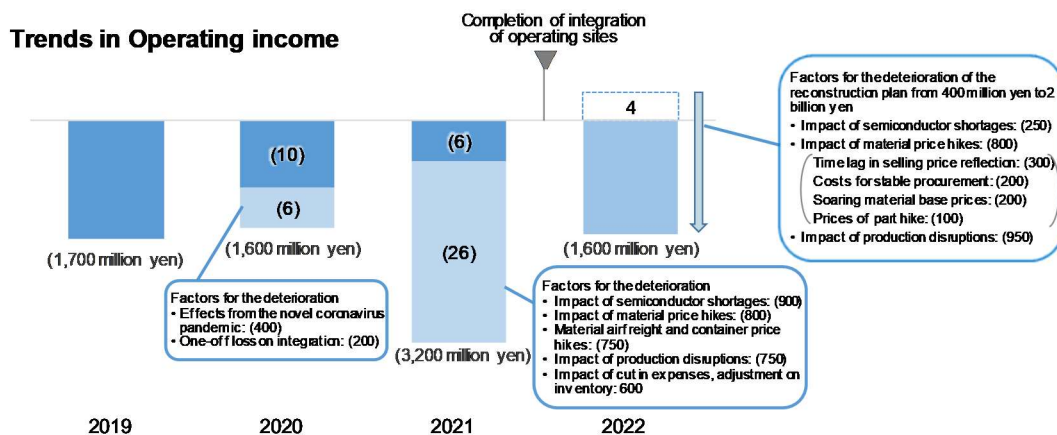 Trends in Operating income
Completion of integration
of operating sites
4
(10)
(6)
(6)
(26)
(1,700 million yen)
(1,600 million yen)
(3,200 million yen)
(1,600 million yen)
Factors for the deterioration
• Effects from the novel coronavirus
pandemic: (400)
• One-off loss on integration: (200)
Factors for the deterioration
• Impact of semiconductor shortages: (900)
• Impact of material price hikes: (800)
• Material airfreight and container price
hikes: (750)
• Impact of production disruptions: (750)
• Impact of cut in expenses, adjustment on
inventory: 600
Factors for the deterioration of the
reconstruction plan from 400 million yen to 2
billion yen
• Impact of semiconductor shortages: (250)
• Impact of material price hikes: (800)
Time lag in selling price reflection: (300)
Costs for stable procurement: (200)
Soaring material base prices: (200)
Prices of part hike: (100)
• Impact of production disruptions: (950)
2019
2020
2021
2022